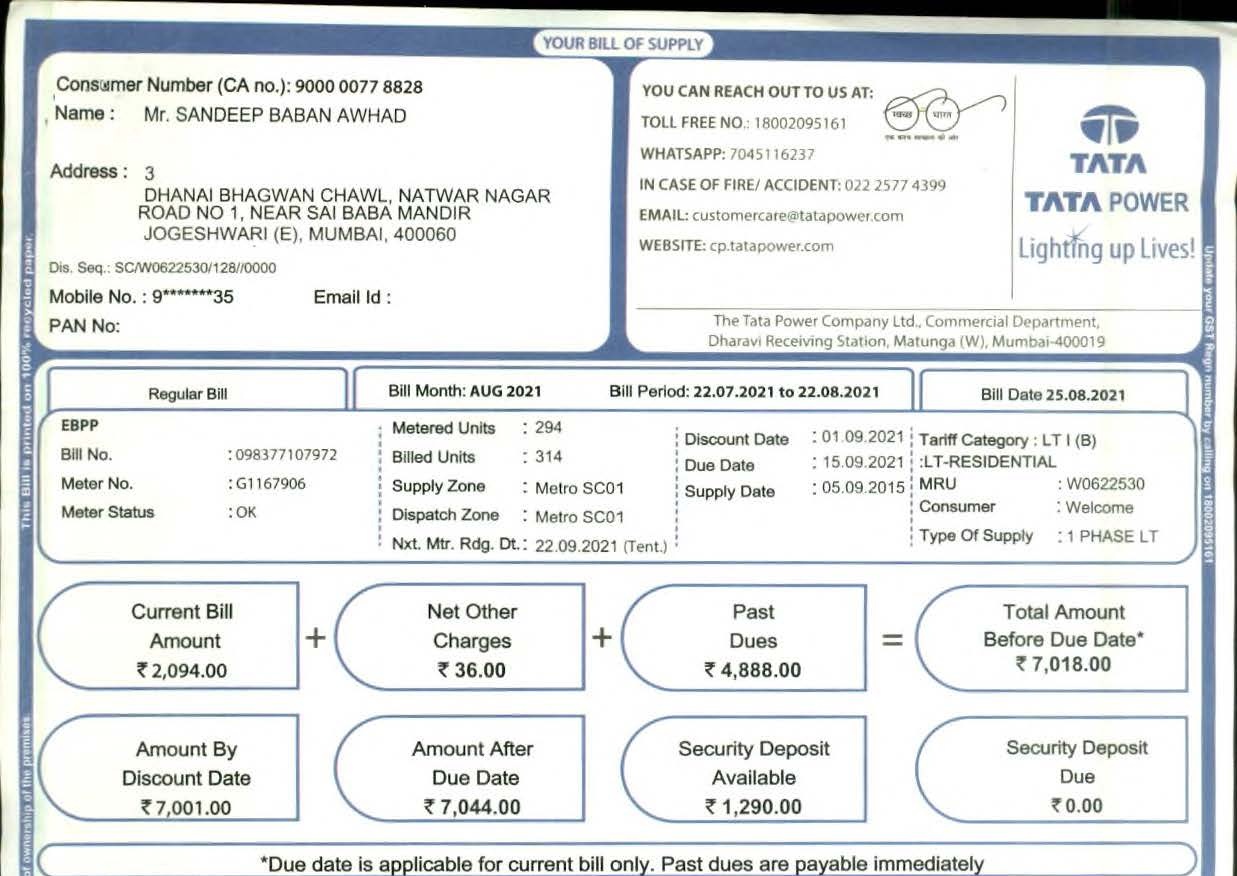 YOUR BILL OF SUPPLY
Consumer Number (CA no.): 9000 0077 8828
Name : Mr. SANDEEP BABAN AWHAD
Address : 3
DHANAI BHAGWAN CHAWL, NATWAR NAGAR
ROAD NO 1, NEAR SAI BABA MANDIR
JOGESHWARI (E), MUMBAI, 400060
Dis. Seq.: SC/W0622530/128//0000
Mobile No. : 9*******35 Email Id :
PAN No:
YOU CAN REACH OUT TO US AT:
TOLL FREE NO.: 18002095161
WHATSAPP: 7045116237
IN CASE OF FIRE/ ACCIDENT: 022 2577 4399
EMAIL: customercare@tatapower.com
WEBSITE: cp.tatapower.com
स्वच्छ भारत
एक कदम स्वच्छता की ओर
TATA
TATA POWER
Lighting up Lives!
The Tata Power Company Ltd., Commercial Department,
Dharavi Receiving Station, Matunga (W), Mumbai-400019
Regular Bill
Bill Month: AUG 2021 Bill Period: 22.07.2021 to 22.08.2021
Bill Date 25.08.2021
EBPP
Bill No. : 098377107972
Meter No. : G1167906
Meter Status : OK
Metered Units : 294
Billed Units : 314
Supply Zone : Metro SC01
Dispatch Zone : Metro SC01
Nxt. Mtr. Rdg. Dt.: 22.09.2021 (Tent.)
Discount Date : 01.09.2021
Due Date : 15.09.2021
Supply Date : 05.09.2015
Tariff Category : LT I (B)
:LT-RESIDENTIAL
MRU : W0622530
Consumer : Welcome
Type Of Supply : 1 PHASE LT
Current Bill
Amount
₹ 2,094.00
+
Net Other
Charges
₹ 36.00
+
Past
Dues
₹ 4,888.00
=
Total Amount
Before Due Date*
₹ 7,018.00
Amount By
Discount Date
₹ 7,001.00
Amount After
Due Date
₹ 7,044.00
Security Deposit
Available
₹ 1,290.00
Security Deposit
Due
₹ 0.00
*Due date is applicable for current bill only. Past dues are payable immediately
This Bill is printed on 100% recycled paper.
of ownership of the premises
Update your GST Regn number by calling on 18002095161